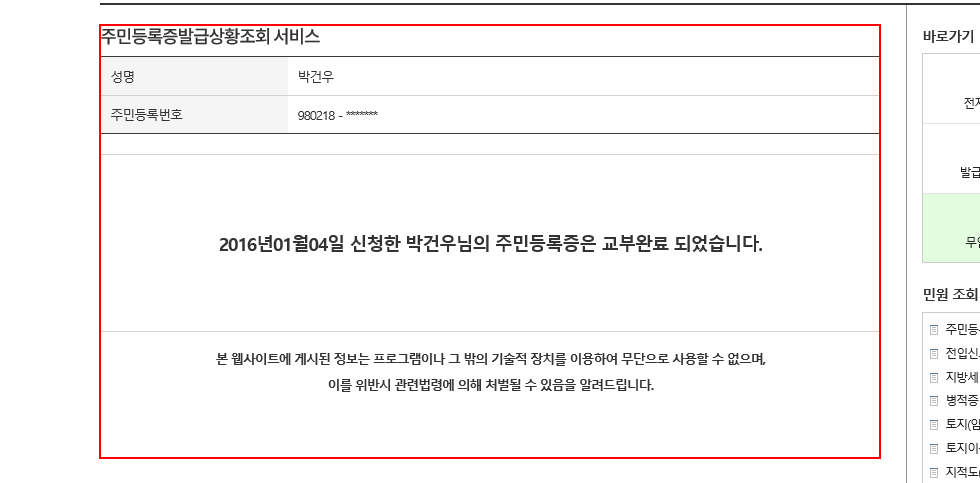 주민등록증발급상황조회 서비스
성명 박건우
주민등록번호 980218 - *******
2016년01월04일 신청한 박건우님의 주민등록증은 교부완료 되었습니다.
본 웹사이트에 게시된 정보는 프로그램이나 그 밖의 기술적 장치를 이용하여 무단으로 사용할 수 없으며,
이를 위반시 관련법령에 의해 처벌될 수 있음을 알려드립니다.
바로가기
발급
민원 조회
주민등
전입신
지방세
병적증
토지(임
토지이
지적도